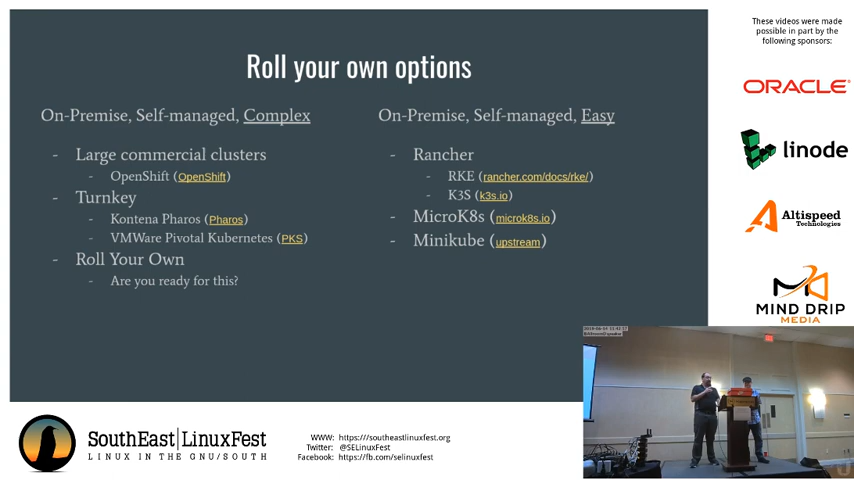 Roll your own options
On-Premise, Self-managed, Complex
- Large commercial clusters
- OpenShift (OpenShift)
- Turnkey
- Kontena Pharos (Pharos)
- VMWare Pivotal Kubernetes (PKS)
- Roll Your Own
- Are you ready for this?
On-Premise, Self-managed, Easy
- Rancher
- RKE (rancher.com/docs/rke/)
- K3S (k3s.io)
- MicroK8s (microk8s.io)
- Minikube (upstream)
These videos were made
possible in part by the
following sponsors:
ORACLE
linode
Altispeed
Technologies
MIND DRIP
MEDIA
SouthEast LinuxFest
LINUX IN THE GNU/SOUTH
WWW: https://southeastlinuxfest.org
Twitter: @SELinuxFest
Facebook: https://fb.com/selinuxfest